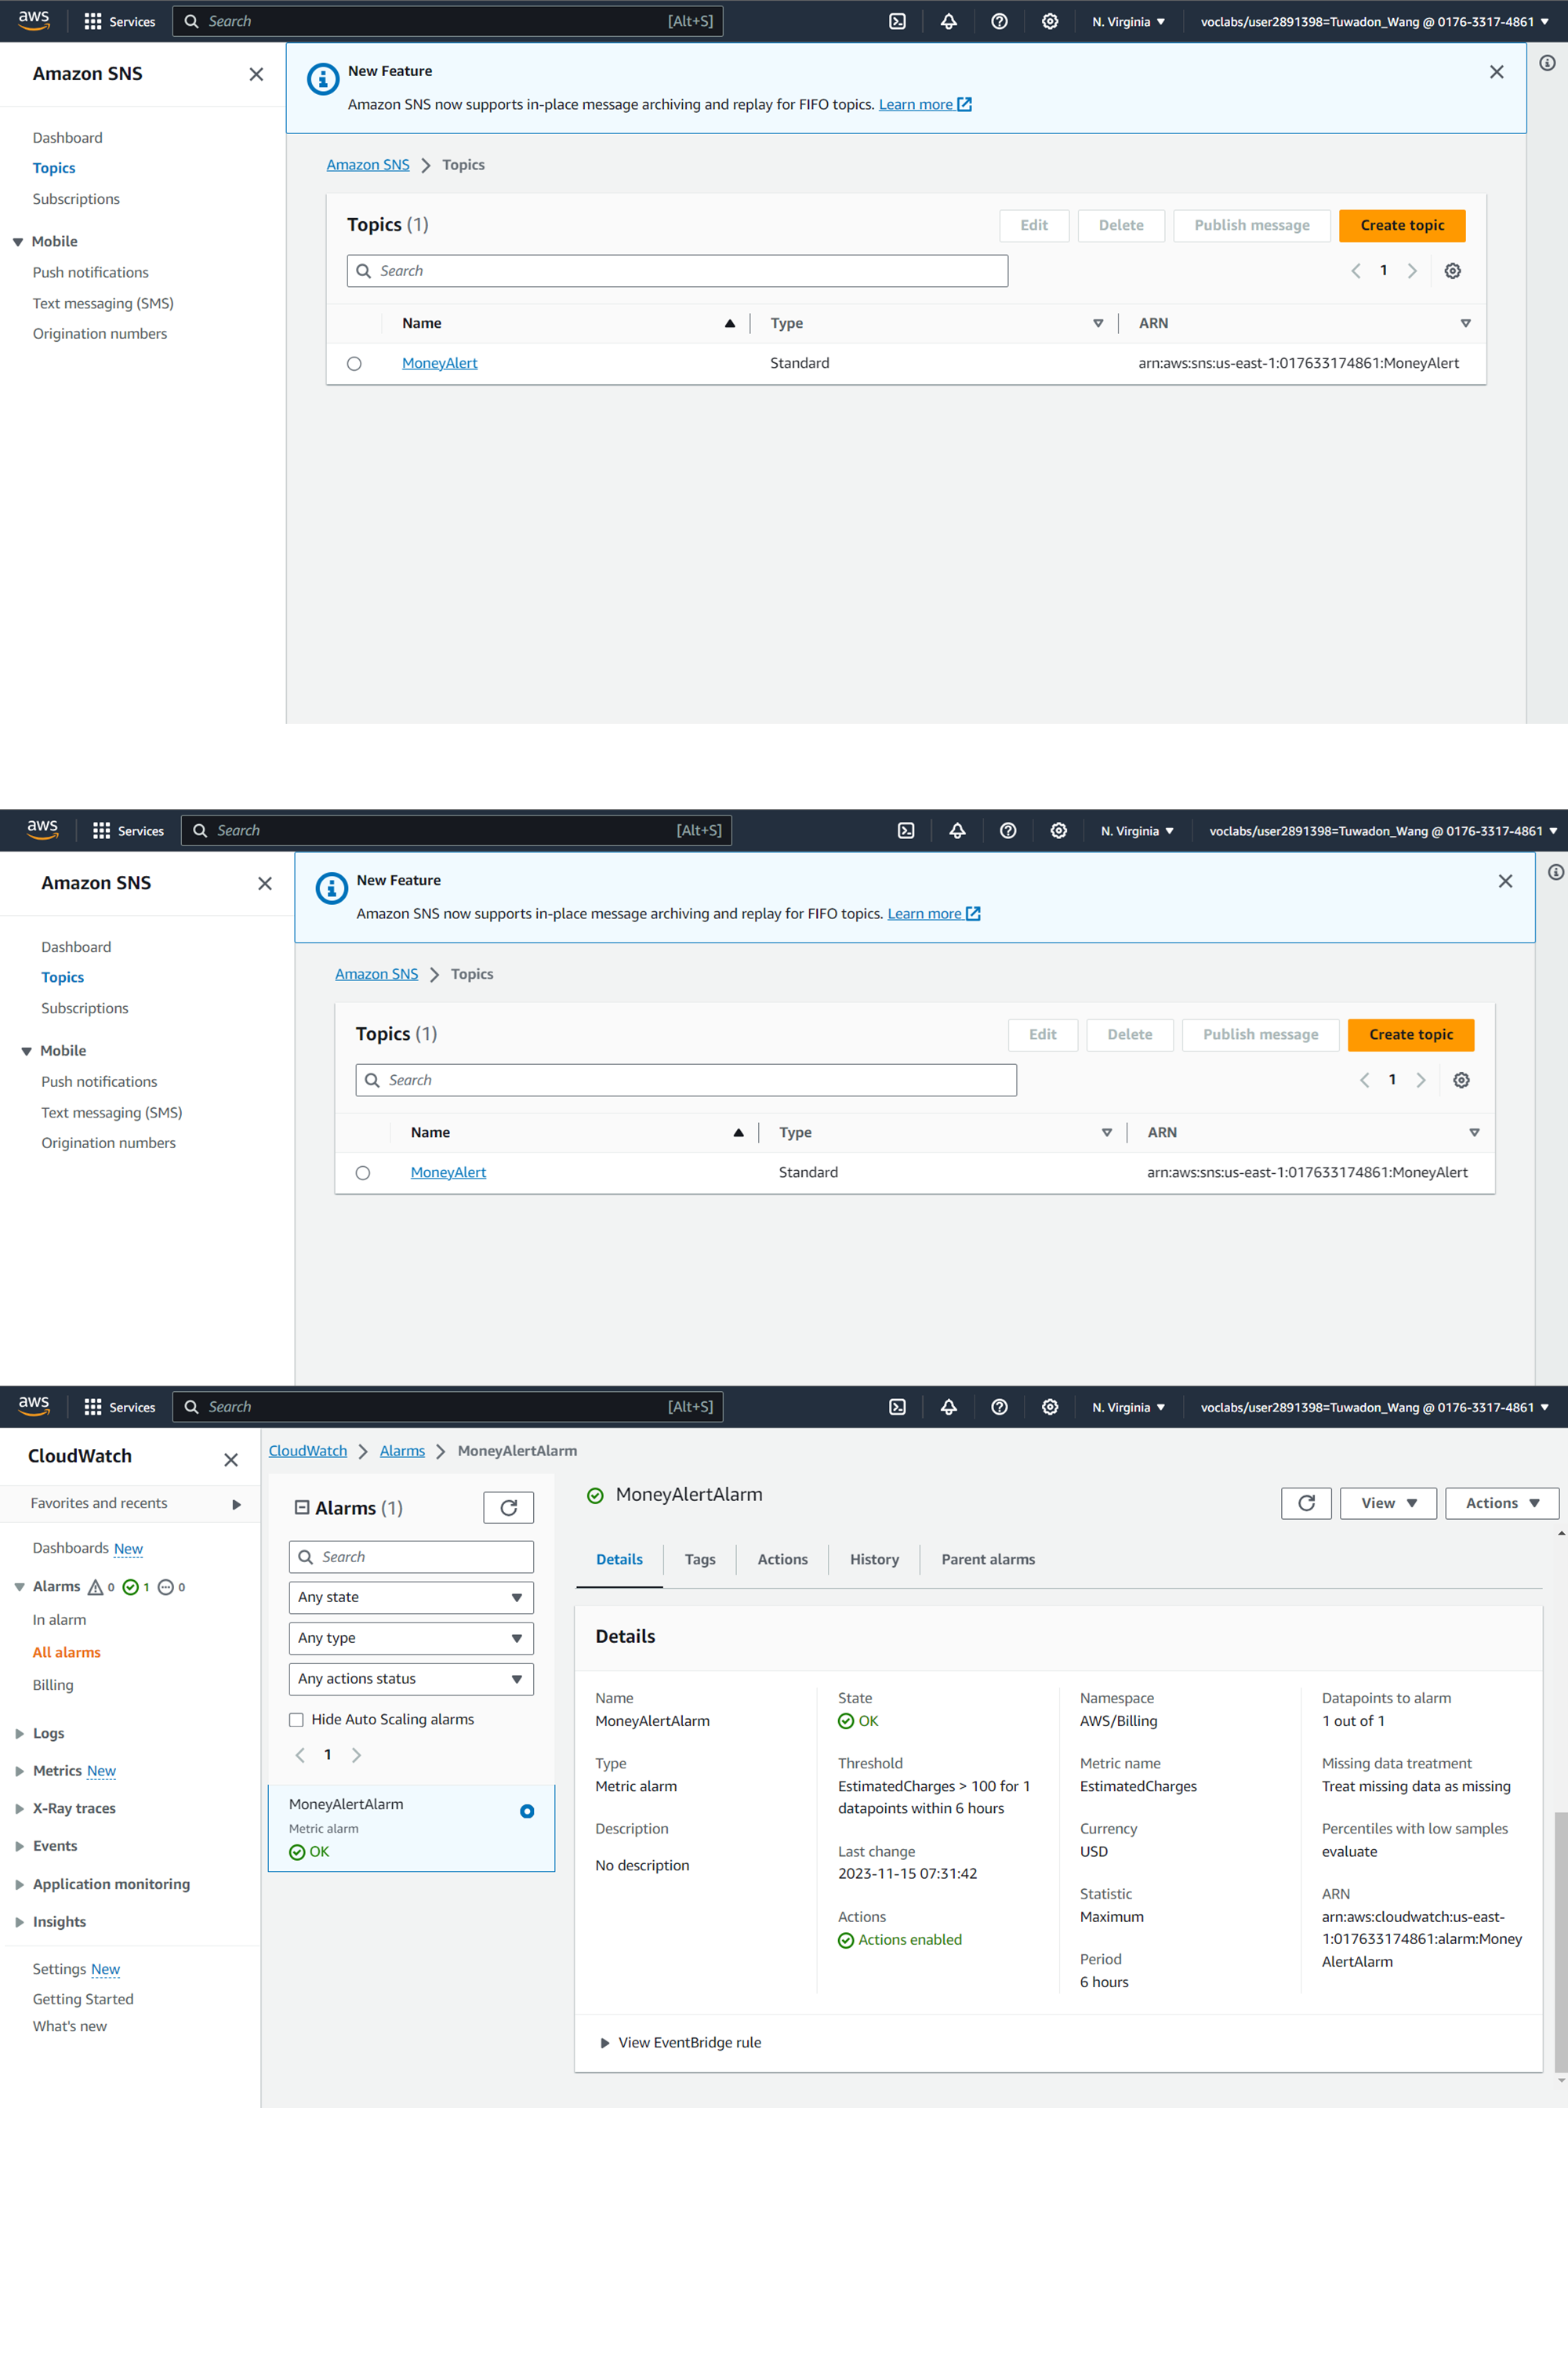 aws Services Search [Alt+S] N. Virginia voclabs/user2891398=Tuwadon_Wang @ 0176-3317-4861
Amazon SNS
Dashboard
Topics
Subscriptions
Mobile
Push notifications
Text messaging (SMS)
Origination numbers
New Feature
Amazon SNS now supports in-place message archiving and replay for FIFO topics. Learn more
Amazon SNS Topics
Topics (1) Edit Delete Publish message Create topic
Search 1
Name Type ARN
MoneyAlert Standard arn:aws:sns:us-east-1:017633174861:MoneyAlert
aws Services Search [Alt+S] N. Virginia voclabs/user2891398=Tuwadon_Wang @ 0176-3317-4861
Amazon SNS
Dashboard
Topics
Subscriptions
Mobile
Push notifications
Text messaging (SMS)
Origination numbers
New Feature
Amazon SNS now supports in-place message archiving and replay for FIFO topics. Learn more
Amazon SNS Topics
Topics (1) Edit Delete Publish message Create topic
Search 1
Name Type ARN
MoneyAlert Standard arn:aws:sns:us-east-1:017633174861:MoneyAlert
aws Services Search [Alt+S] N. Virginia voclabs/user2891398=Tuwadon_Wang @ 0176-3317-4861
CloudWatch
Favorites and recents
Dashboards New
Alarms 0 1 0
In alarm
All alarms
Billing
Logs
Metrics New
X-Ray traces
Events
Application monitoring
Insights
Settings New
Getting Started
What's new
CloudWatch Alarms MoneyAlertAlarm
Alarms (1)
Search
Any state
Any type
Any actions status
Hide Auto Scaling alarms
1
MoneyAlertAlarm
Metric alarm
OK
MoneyAlertAlarm View Actions
Details Tags Actions History Parent alarms
Details
Name
MoneyAlertAlarm
Type
Metric alarm
Description
No description
State
OK
Threshold
EstimatedCharges > 100 for 1
datapoints within 6 hours
Last change
2023-11-15 07:31:42
Actions
Actions enabled
Namespace
AWS/Billing
Metric name
EstimatedCharges
Currency
USD
Statistic
Maximum
Period
6 hours
Datapoints to alarm
1 out of 1
Missing data treatment
Treat missing data as missing
Percentiles with low samples
evaluate
ARN
arn:aws:cloudwatch:us-east-
1:017633174861:alarm:Money
AlertAlarm
View EventBridge rule